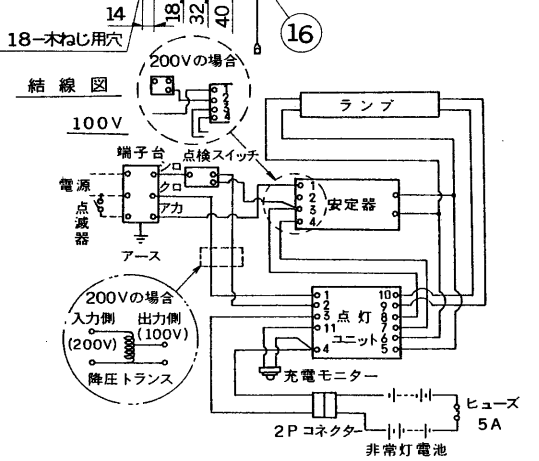 14
18
32
40
18-木ねじ用穴
16
200Vの場合
結線図
100V
1
2
3
4
ランプ
端子台
点検スイッチ
シロ
クロ
アカ
電源
点滅器
アース
1
2
3
4
安定器
200Vの場合
入力側
出力側
(200V)
(100V)
降圧トランス
1
2
3
11
4
点灯
ユニット
10
9
8
7
6
5
充電モニター
2Pコネクター
ヒューズ
5A
非常灯電池